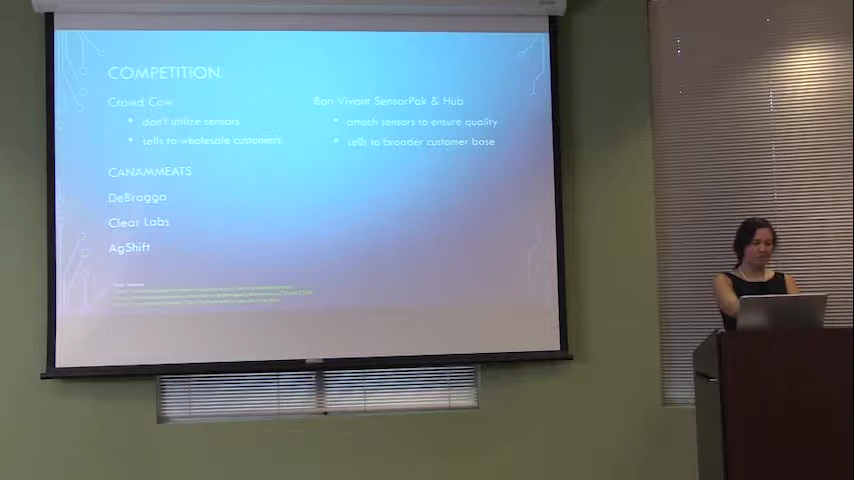 COMPETITION
Crowd Cow
• don't utilize sensors
• sells to wholesale customers
CANAMMEATS
DeBragga
Clear Labs
AgShift
Bon Vivant SensorPak & Hub
• attach sensors to ensure quality
• sells to broader customer base